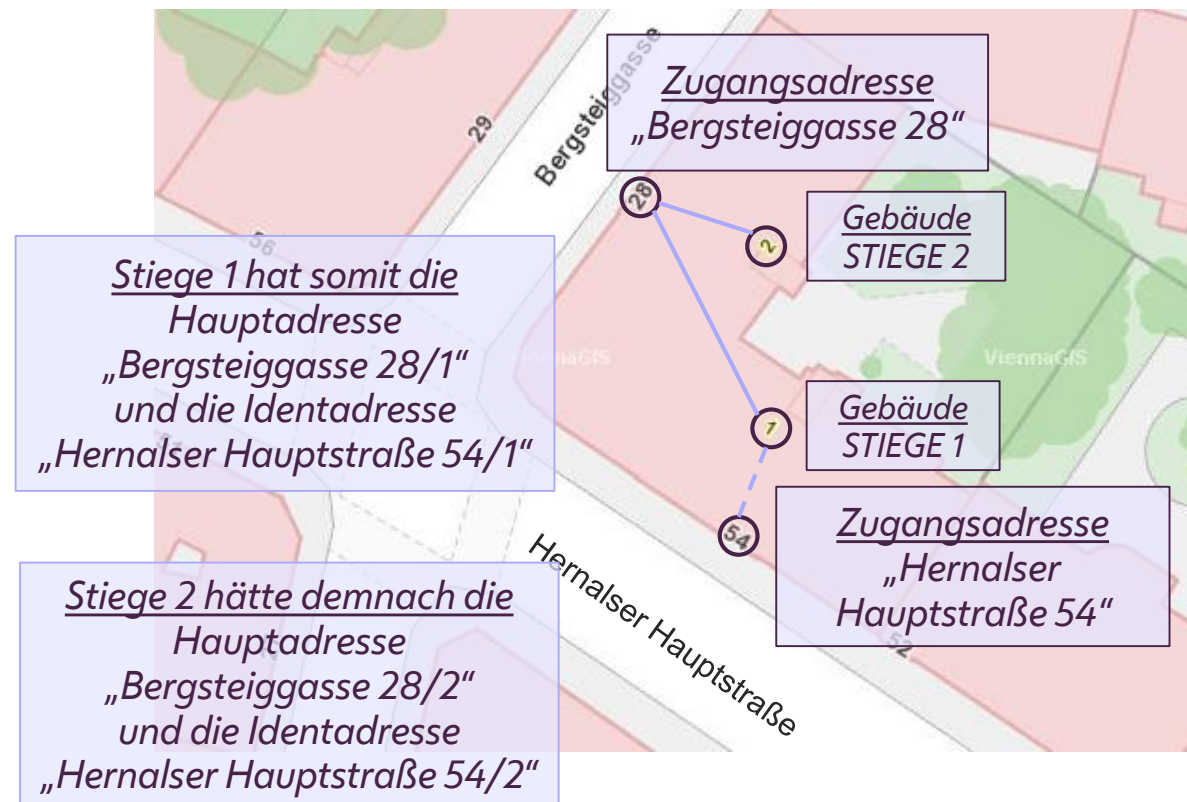 Zugangsadresse
„Bergsteiggasse 28“
Bergsteiggasse
29
28
2
Gebäude
STIEGE 2
56
Stiege 1 hat somit die
Hauptadresse
„Bergsteiggasse 28/1“
und die Identadresse
„Hernalser Hauptstraße 54/1“
ViennaGIS
ViennaGIS
1
Gebäude
STIEGE 1
54
Zugangsadresse
„Hernalser
Hauptstraße 54“
52
Hernalser Hauptstraße
Stiege 2 hätte demnach die
Hauptadresse
„Bergsteiggasse 28/2“
und die Identadresse
„Hernalser Hauptstraße 54/2“